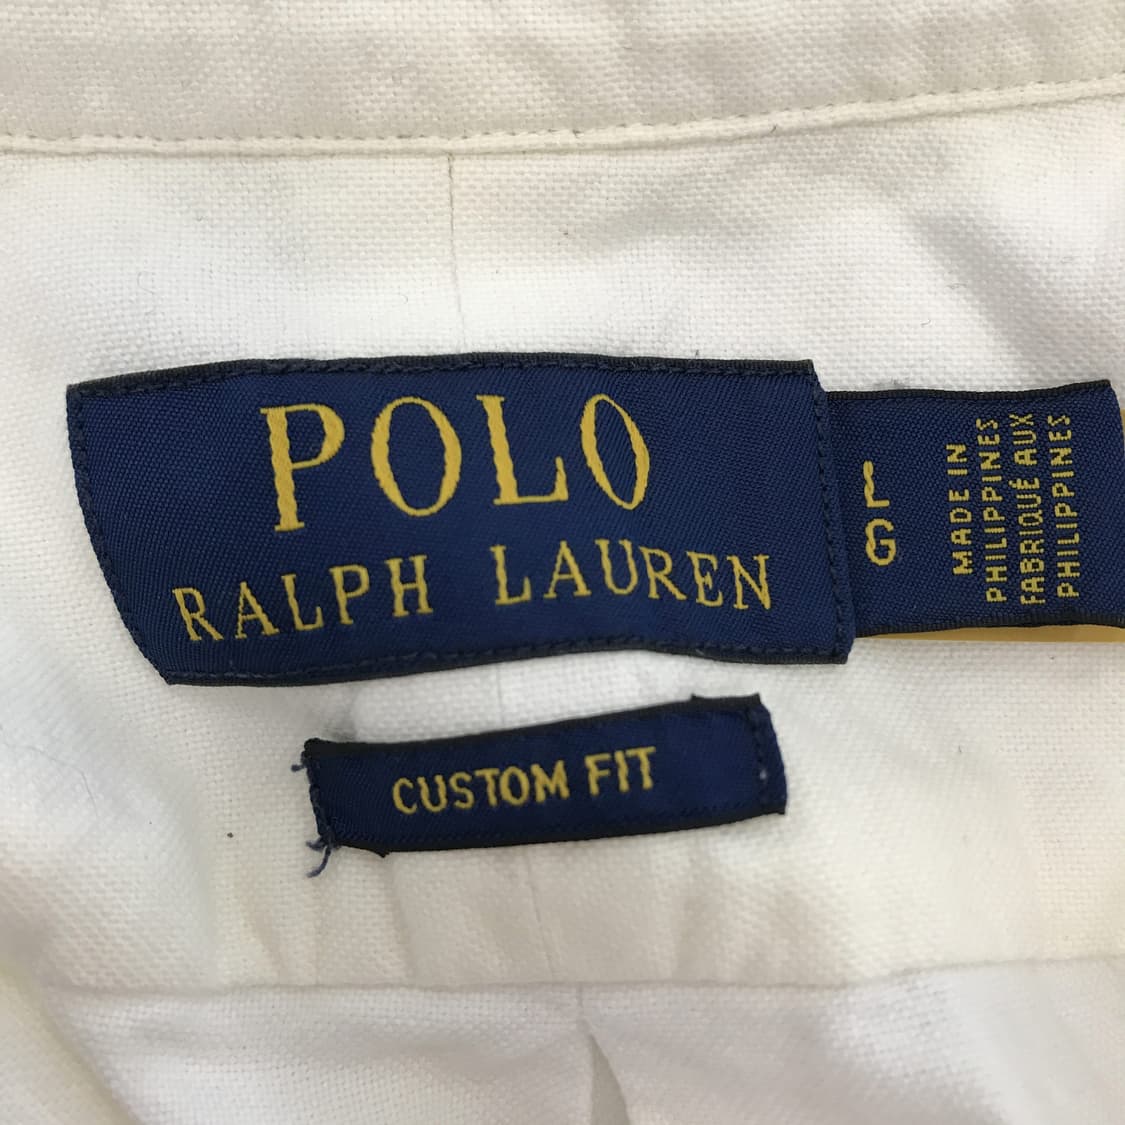 POLO
RALPH LAUREN
L
G
MADE IN
PHILIPPINES
FABRIQUÉ AUX
PHILIPPINES
CUSTOM FIT